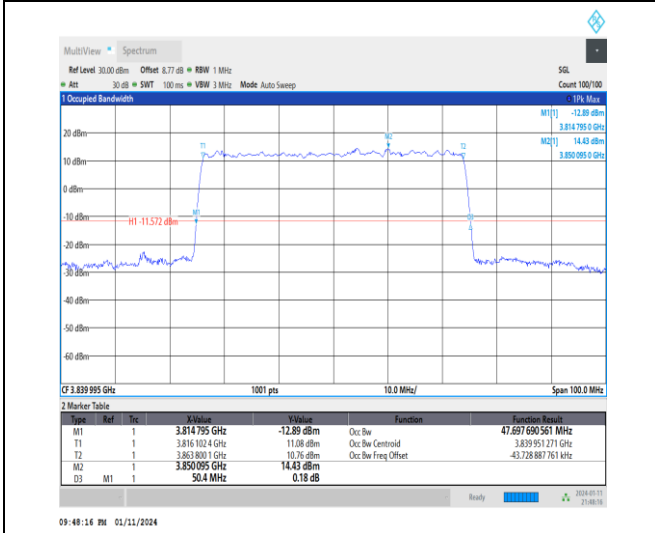 MultiView Spectrum
Ref Level 30.00 dBm Offset 8.77 dB RBW 1 MHz SGL
Att 30 dB SWT 100 ms VBW 3 MHz Mode Auto Sweep Count 100/100
1 Occupied Bandwidth 1Pk Max
M1[1] -12.89 dBm
3.814 795 0 GHz
M2[1] 14.43 dBm
3.850 095 0 GHz
20 dBm
M2
T1 T2
10 dBm
0 dBm
-10 dBm
M1
H1 -11.572 dBm
-20 dBm
-30 dBm
-40 dBm
-50 dBm
-60 dBm
CF 3.839 995 GHz 1001 pts 10.0 MHz/ Span 100.0 MHz
2 Marker Table
Type Ref Trc X-Value Y-Value Function Function Result
M1 1 3.814 795 GHz -12.89 dBm Occ Bw 47.697 690 561 MHz
T1 1 3.816 102 4 GHz 11.08 dBm Occ Bw Centroid 3.839 951 271 GHz
T2 1 3.863 800 1 GHz 10.76 dBm Occ Bw Freq Offset -43.728 887 761 kHz
M2 1 3.850 095 GHz 14.43 dBm
D3 M1 1 50.4 MHz 0.18 dB
Ready 2024-01-11
21:48:16
09:48:16 PM 01/11/2024